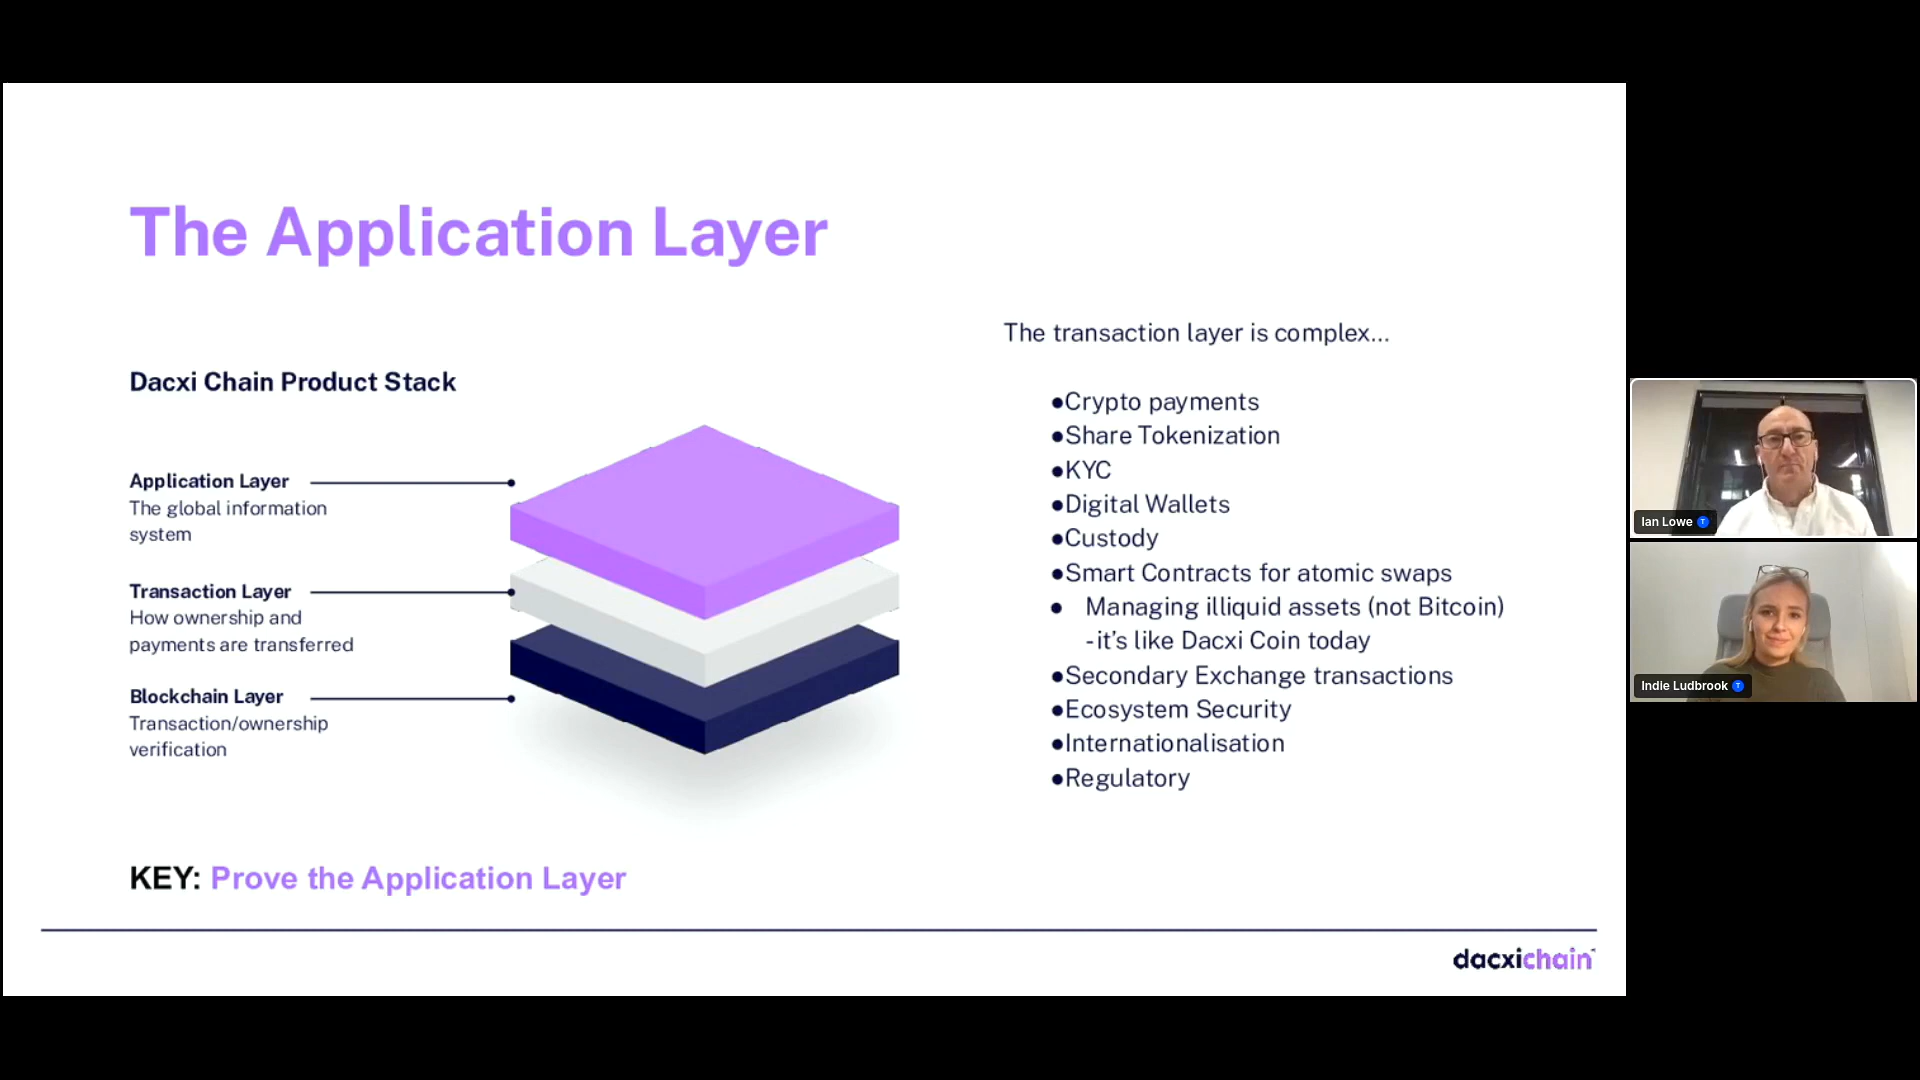 The Application Layer
Dacxi Chain Product Stack
Application Layer
The global information
system
Transaction Layer
How ownership and
payments are transferred
Blockchain Layer
Transaction/ownership
verification
The transaction layer is complex...
●Crypto payments
●Share Tokenization
●KYC
●Digital Wallets
●Custody
●Smart Contracts for atomic swaps
● Managing illiquid assets (not Bitcoin)
-it's like Dacxi Coin today
●Secondary Exchange transactions
●Ecosystem Security
●Internationalisation
●Regulatory
KEY: Prove the Application Layer
dacxichain
Ian Lowe T
Indie Ludbrook T